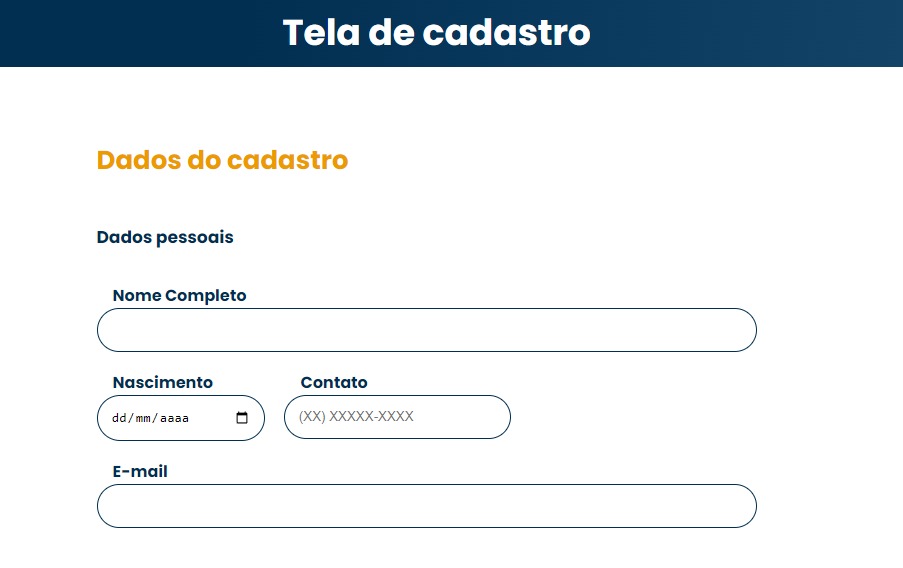 Tela de cadastro
Dados do cadastro
Dados pessoais
Nome Completo
Nascimento Contato
dd/mm/aaaa (XX) XXXXX-XXXX
E-mail